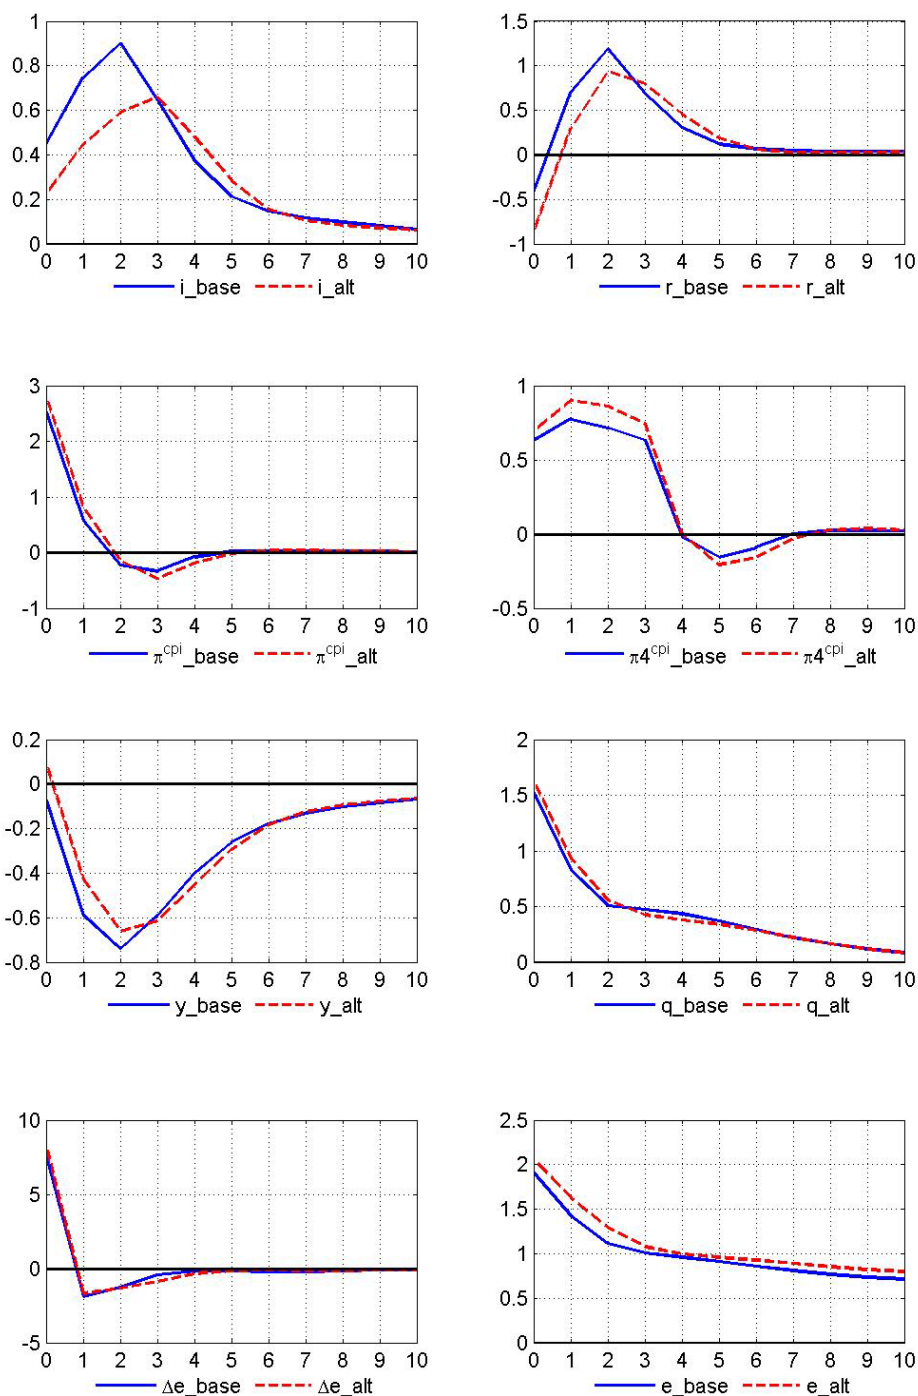 1
0.8
0.6
0.4
0.2
0
0 1 2 3 4 5 6 7 8 9 10
i_base i_alt
1.5
1
0.5
0
-0.5
-1
0 1 2 3 4 5 6 7 8 9 10
r_base r_alt
3
2
1
0
-1
0 1 2 3 4 5 6 7 8 9 10
π^cpi_base π^cpi_alt
1
0.5
0
-0.5
0 1 2 3 4 5 6 7 8 9 10
π4^cpi_base π4^cpi_alt
0.2
0
-0.2
-0.4
-0.6
-0.8
0 1 2 3 4 5 6 7 8 9 10
y_base y_alt
2
1.5
1
0.5
0
0 1 2 3 4 5 6 7 8 9 10
q_base q_alt
10
5
0
-5
0 1 2 3 4 5 6 7 8 9 10
Δe_base Δe_alt
2.5
2
1.5
1
0.5
0
0 1 2 3 4 5 6 7 8 9 10
e_base e_alt